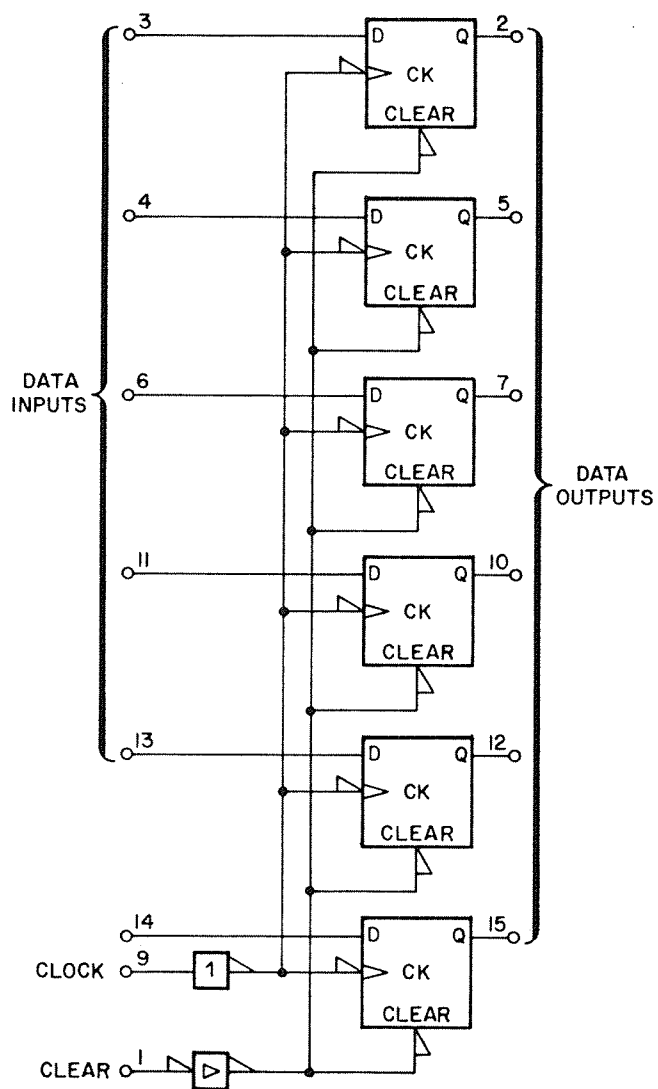 3 D Q 2
CK
CLEAR
4 D Q 5
CK
CLEAR
DATA
INPUTS
6 D Q 7
CK
CLEAR
DATA
OUTPUTS
11 D Q 10
CK
CLEAR
13 D Q 12
CK
CLEAR
14 D Q 15
CLOCK 9 1 CK
CLEAR
CLEAR 1